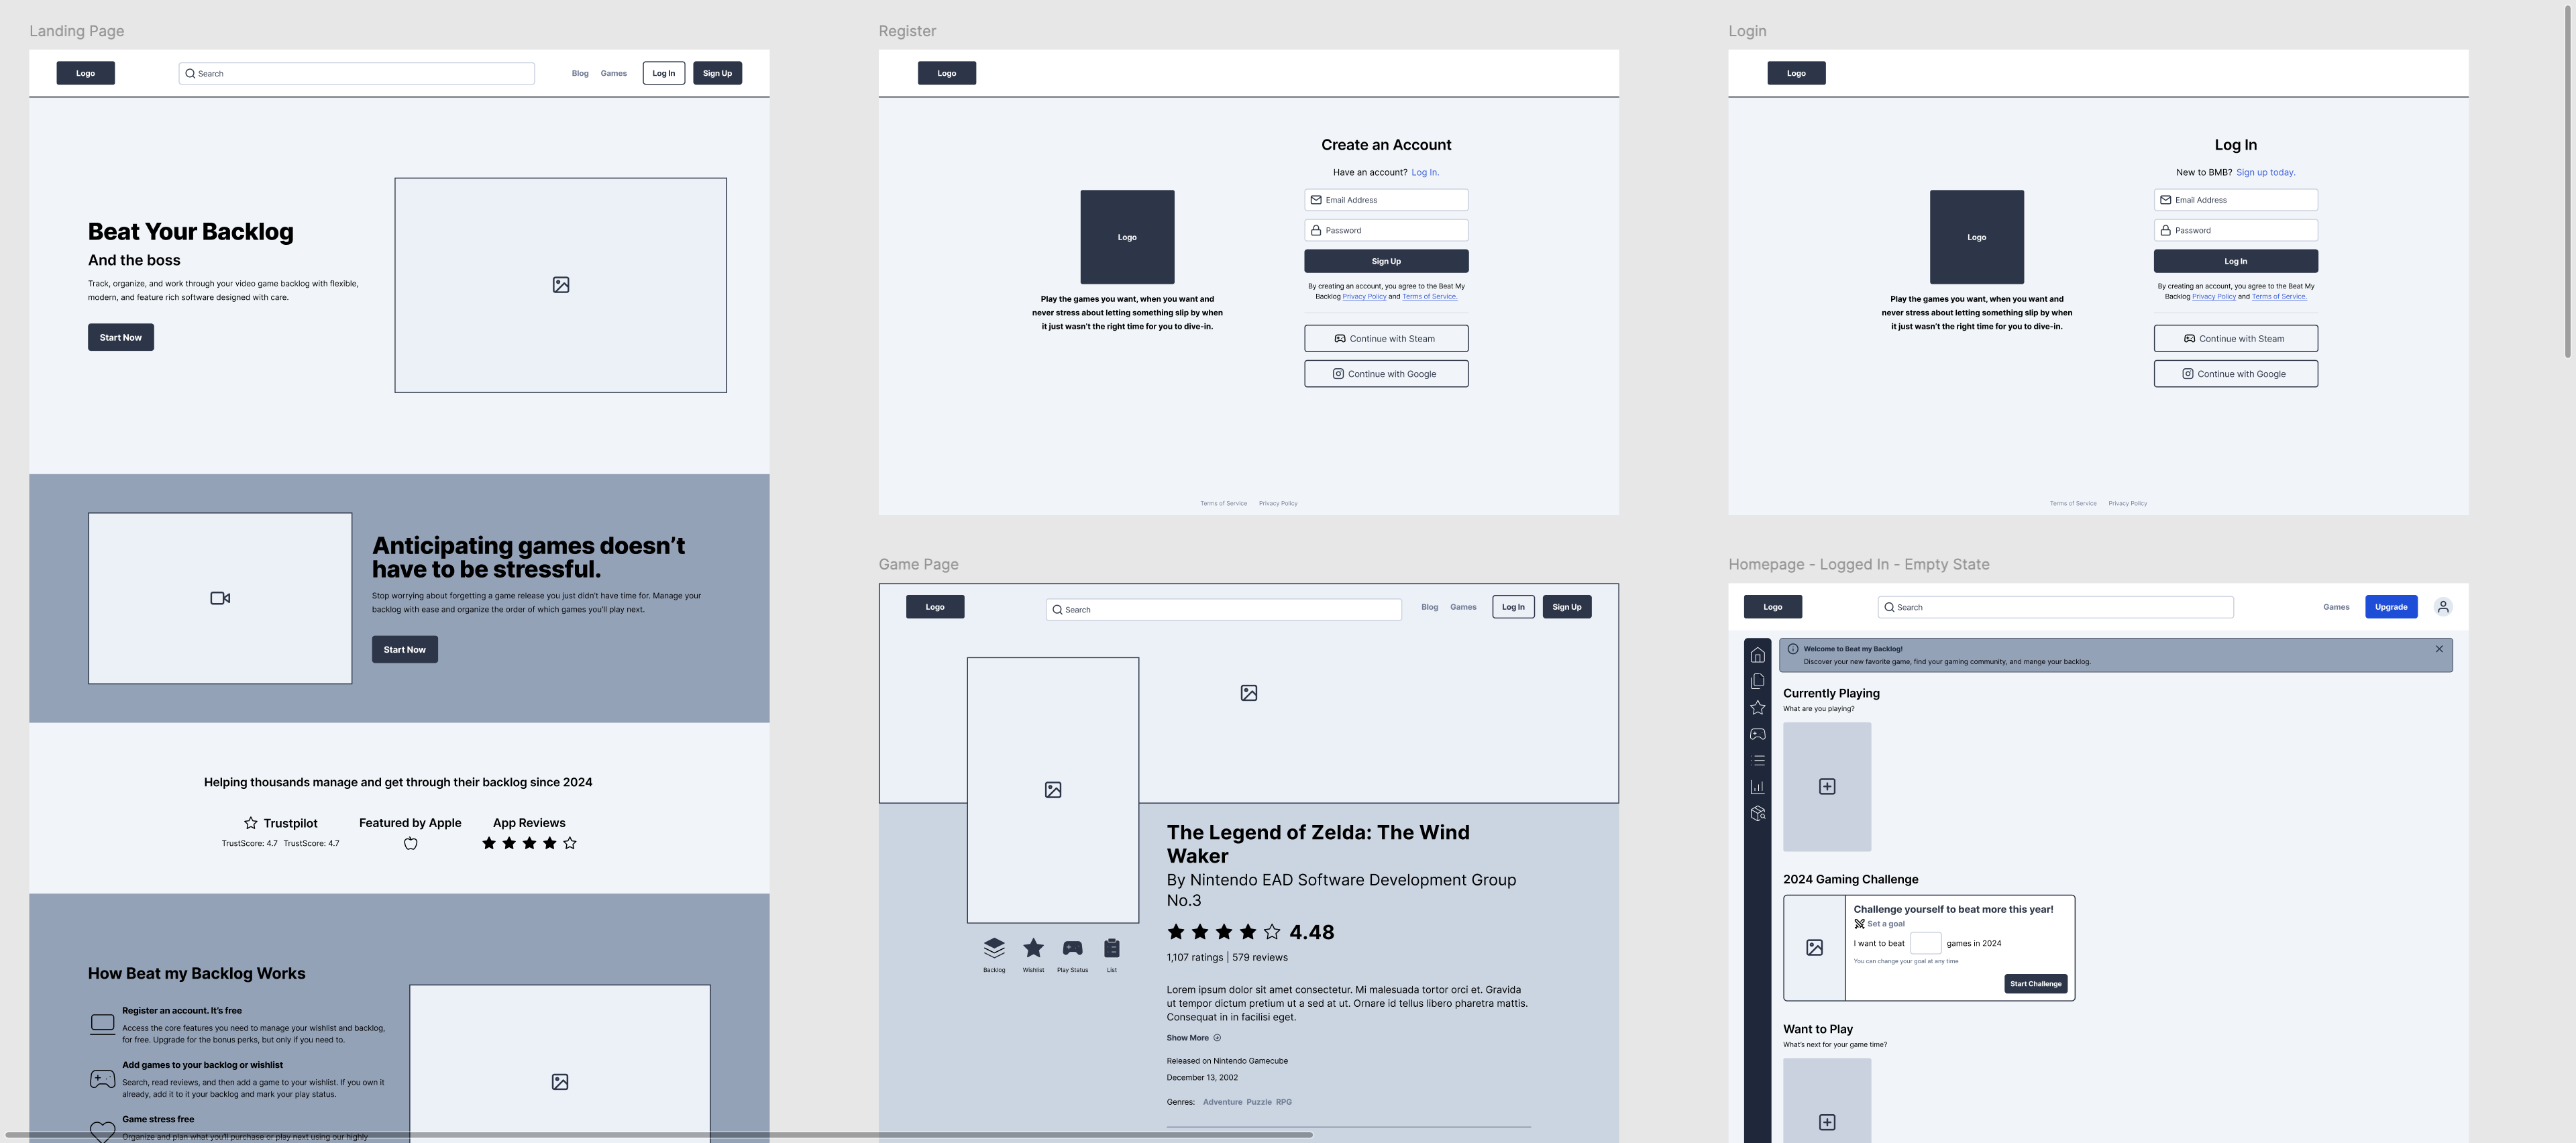 Landing Page
Logo
Search
Blog
Games
Log In
Sign Up
Beat Your Backlog
And the boss
Track, organize, and work through your video game backlog with flexible,
modern, and feature rich software designed with care.
Start Now
Anticipating games doesn't
have to be stressful.
Stop worrying about forgetting a game release you just didn't have time for. Manage your
backlog with ease and organize the order of which games you'll play next.
Start Now
Helping thousands manage and get through their backlog since 2024
Trustpilot
TrustScore: 4.7 TrustScore: 4.7
Featured by Apple
App Reviews
How Beat my Backlog Works
Register an account. It's free
Access the core features you need to manage your wishlist and backlog,
for free. Upgrade for the bonus perks, but only if you need to.
Add games to your backlog or wishlist
Search, read reviews, and then add a game to your wishlist. If you own it
already, add it to it your backlog and mark your play status.
Game stress free
Organize and plan what you'll purchase or play next using our highly
Register
Logo
Logo
Play the games you want, when you want and
never stress about letting something slip by when
it just wasn't the right time for you to dive-in.
Create an Account
Have an account? Log In.
Email Address
Password
Sign Up
By creating an account, you agree to the Beat My
Backlog Privacy Policy and Terms of Service.
Continue with Steam
Continue with Google
Terms of Service
Privacy Policy
Login
Logo
Logo
Play the games you want, when you want and
never stress about letting something slip by when
it just wasn't the right time for you to dive-in.
Log In
New to BMB? Sign up today.
Email Address
Password
Log In
By creating an account, you agree to the Beat My
Backlog Privacy Policy and Terms of Service.
Continue with Steam
Continue with Google
Terms of Service
Privacy Policy
Game Page
Logo
Search
Blog
Games
Log In
Sign Up
Backlog
Wishlist
Play Status
List
The Legend of Zelda: The Wind
Waker
By Nintendo EAD Software Development Group
No.3
4.48
1,107 ratings | 579 reviews
Lorem ipsum dolor sit amet consectetur. Mi malesuada tortor orci et. Gravida
ut tempor dictum pretium ut a sed at ut. Ornare id tellus libero pharetra mattis.
Consequat in in facilisi eget.
Show More
Released on Nintendo Gamecube
December 13, 2002
Genres: Adventure Puzzle RPG
Homepage - Logged In - Empty State
Logo
Search
Games
Upgrade
Welcome to Beat my Backlog!
Discover your new favorite game, find your gaming community, and mange your backlog.
Currently Playing
What are you playing?
2024 Gaming Challenge
Challenge yourself to beat more this year!
Set a goal
I want to beat games in 2024
You can change your goal at any time
Start Challenge
Want to Play
What's next for your game time?